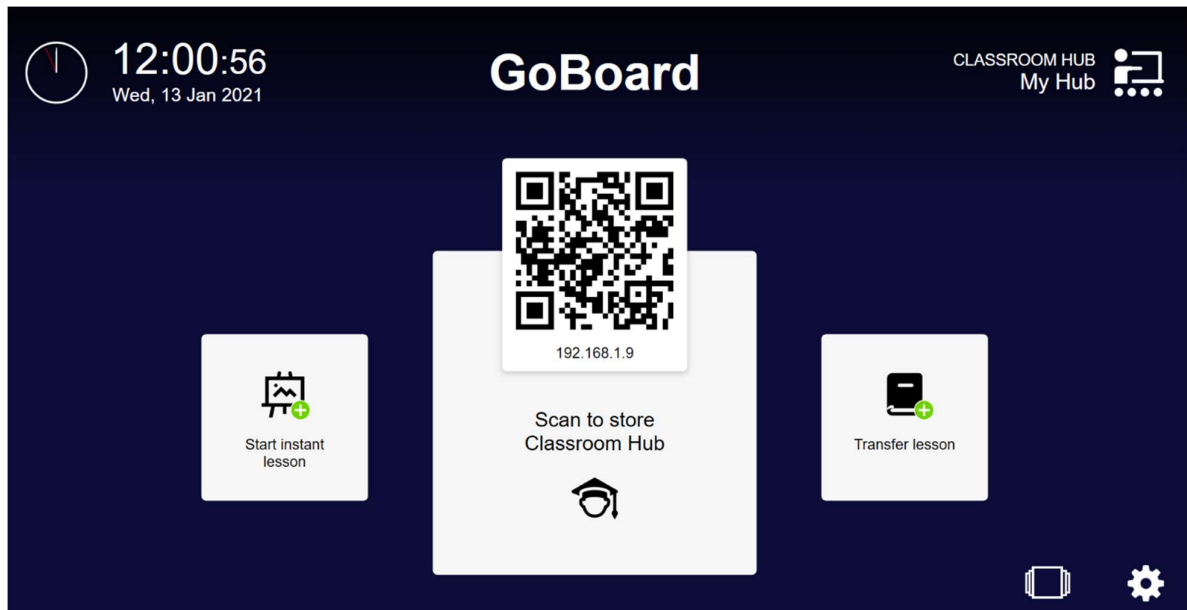 12:00:56
Wed, 13 Jan 2021
GoBoard
CLASSROOM HUB
My Hub
192.168.1.9
Scan to store
Classroom Hub
Start instant
lesson
Transfer lesson